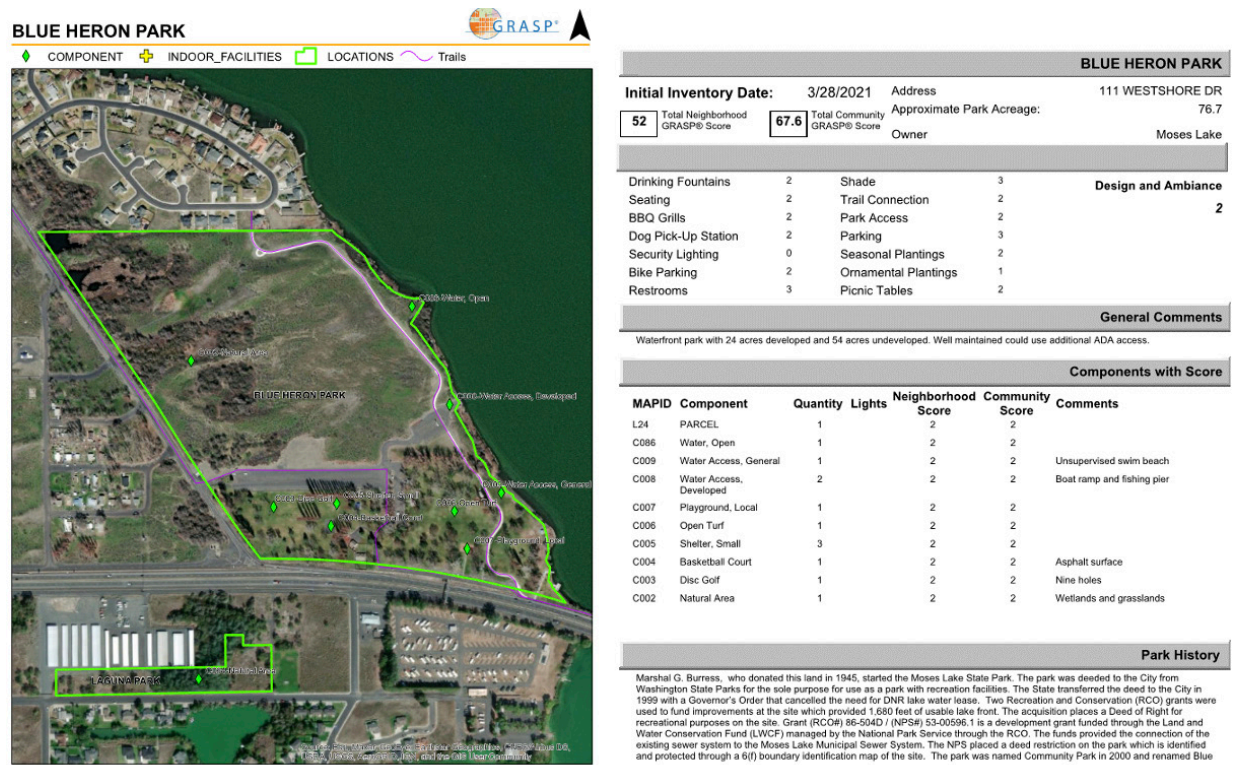 BLUE HERON PARK
GRASP®
COMPONENT INDOOR_FACILITIES LOCATIONS Trails
C086-Water, Open
C002-Natural Area
BLUE HERON PARK
C008-Water Access, Developed
C009-Water Access, General
C003-Disc Golf
C005-Shelter, Small
C006-Open Turf
C004-Basketball Court
C007-Playground, Local
Natural Area
LAGUNA PARK
and the GIS User Community
BLUE HERON PARK
Initial Inventory Date: 3/28/2021 Address 111 WESTSHORE DR
Approximate Park Acreage: 76.7
52 Total Neighborhood GRASP® Score 67.6 Total Community GRASP® Score
Owner Moses Lake
Drinking Fountains 2 Shade 3 Design and Ambiance
Seating 2 Trail Connection 2
2
BBQ Grills 2 Park Access 2
Dog Pick-Up Station 2 Parking 3
Security Lighting 0 Seasonal Plantings 2
Bike Parking 2 Ornamental Plantings 1
Restrooms 3 Picnic Tables 2
General Comments
Waterfront park with 24 acres developed and 54 acres undeveloped. Well maintained could use additional ADA access.
Components with Score
MAPID Component Quantity Lights Neighborhood Score Community Score Comments
L24 PARCEL 1 2 2
C086 Water, Open 1 2 2
C009 Water Access, General 1 2 2 Unsupervised swim beach
C008 Water Access, Developed 2 2 2 Boat ramp and fishing pier
C007 Playground, Local 1 2 2
C006 Open Turf 1 2 2
C005 Shelter, Small 3 2 2
C004 Basketball Court 1 2 2 Asphalt surface
C003 Disc Golf 1 2 2 Nine holes
C002 Natural Area 1 2 2 Wetlands and grasslands
Park History
Marshal G. Burress, who donated this land in 1945, started the Moses Lake State Park. The park was deeded to the City from
Washington State Parks for the sole purpose for use as a park with recreation facilities. The State transferred the deed to the City in
1999 with a Governor's Order that cancelled the need for DNR lake water lease. Two Recreation and Conservation (RCO) grants were
used to fund improvements at the site which provided 1,680 feet of usable lake front. The acquisition places a Deed of Right for
recreational purposes on the site. Grant (RCO#) 86-504D / (NPS#) 53-00596.1 is a development grant funded through the Land and
Water Conservation Fund (LWCF) managed by the National Park Service through the RCO. The funds provided the connection of the
existing sewer system to the Moses Lake Municipal Sewer System. The NPS placed a deed restriction on the park which is identified
and protected through a 6(f) boundary identification map of the site. The park was named Community Park in 2000 and renamed Blue